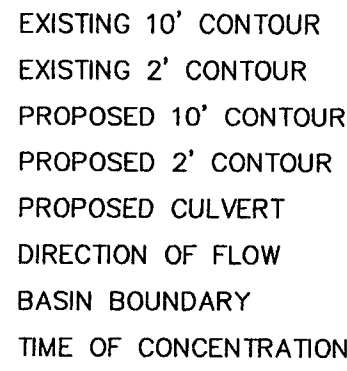 EXISTING 10' CONTOUR
EXISTING 2' CONTOUR
PROPOSED 10' CONTOUR
PROPOSED 2' CONTOUR
PROPOSED CULVERT
DIRECTION OF FLOW
BASIN BOUNDARY
TIME OF CONCENTRATION